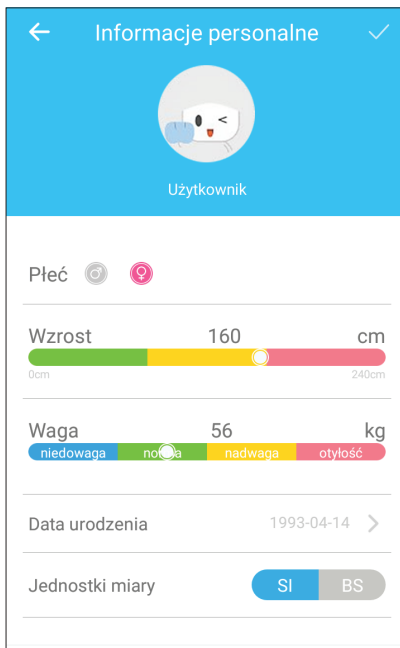 Informacje personalne
Użytkownik
Płeć
Wzrost 160 cm
0cm 240cm
Waga 56 kg
niedowaga nadwaga otyłość
Data urodzenia 1993-04-14
Jednostki miary SI BS